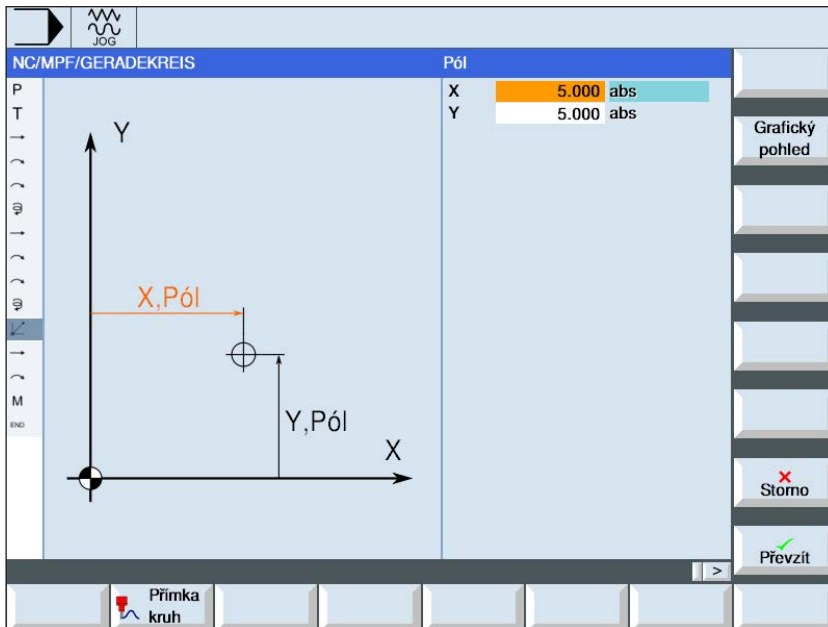 JOG
NC/MPF/GERADEKREIS
Pól
P
T
M
END
Y
X,Pól
Y,Pól
X
X 5.000 abs
Y 5.000 abs
Grafický
pohled
Storno
Převzít
>
Přímka
kruh